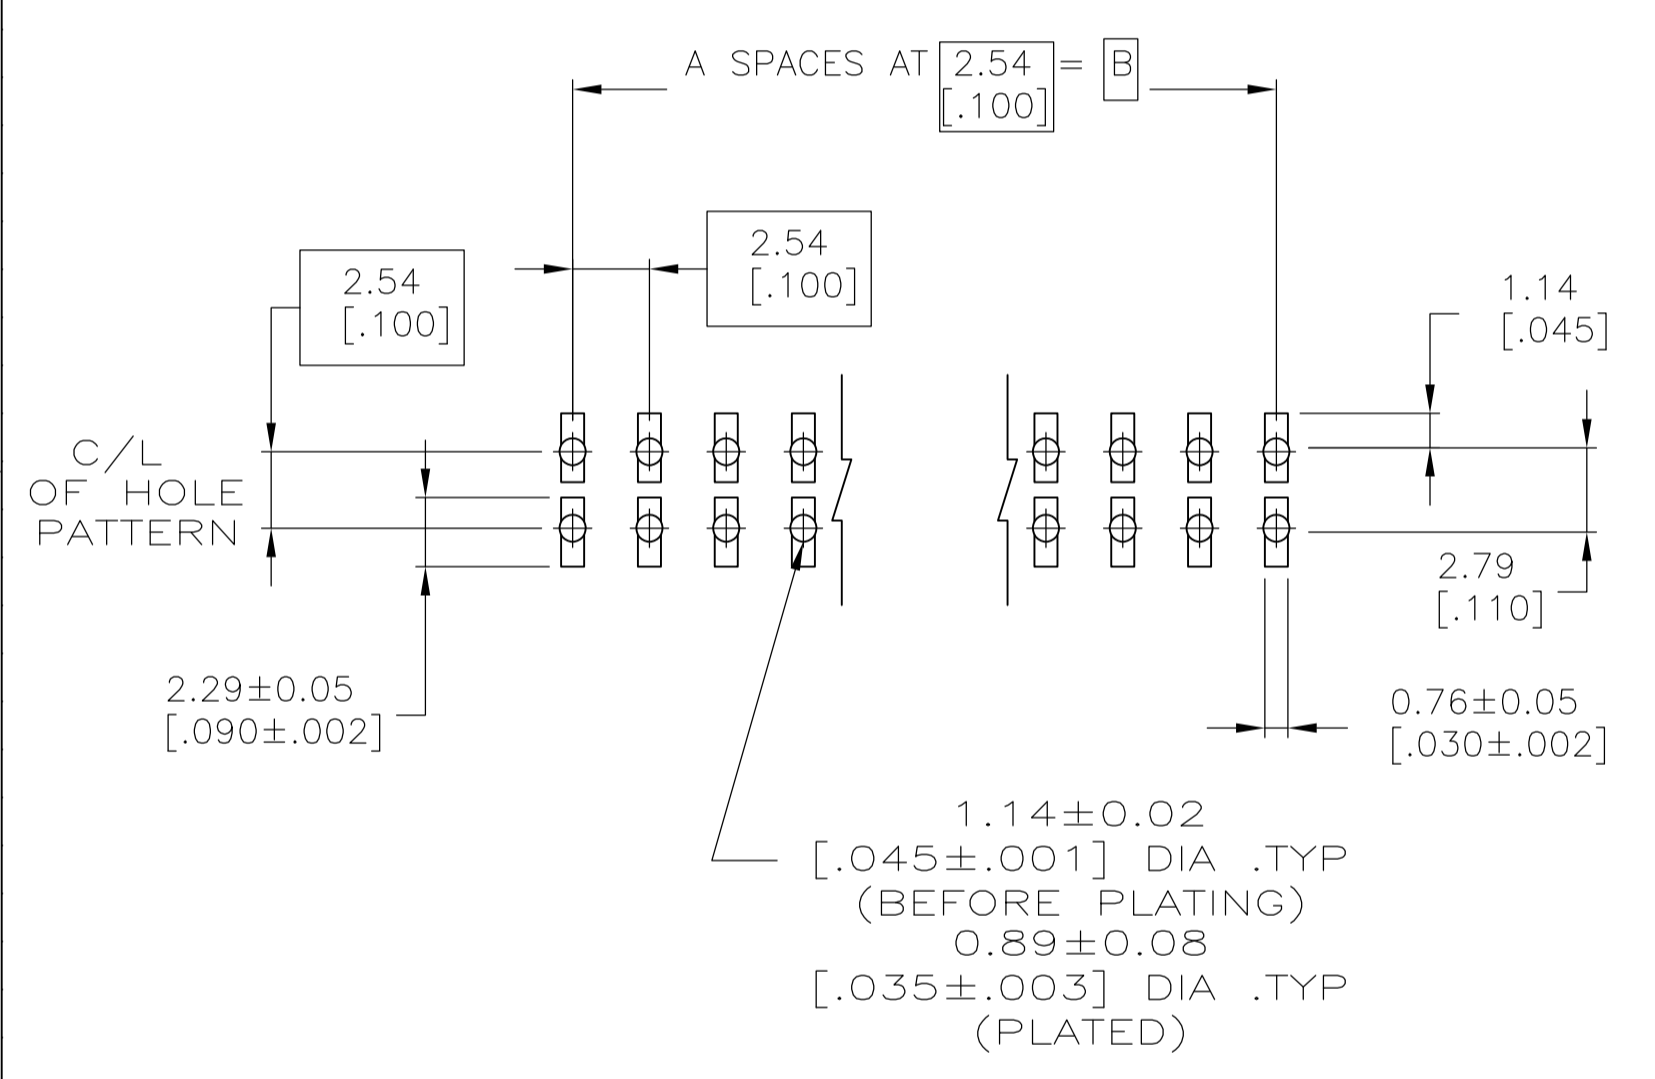 A SPACES AT 2.54 = B
[.100]
2.54
[.100]
2.54
[.100]
1.14
[.045]
C/L
OF HOLE
PATTERN
2.79
[.110]
2.29±0.05
[.090±.002]
0.76±0.05
[.030±.002]
1.14±0.02
[.045±.001] DIA .TYP
(BEFORE PLATING)
0.89±0.08
[.035±.003] DIA .TYP
(PLATED)